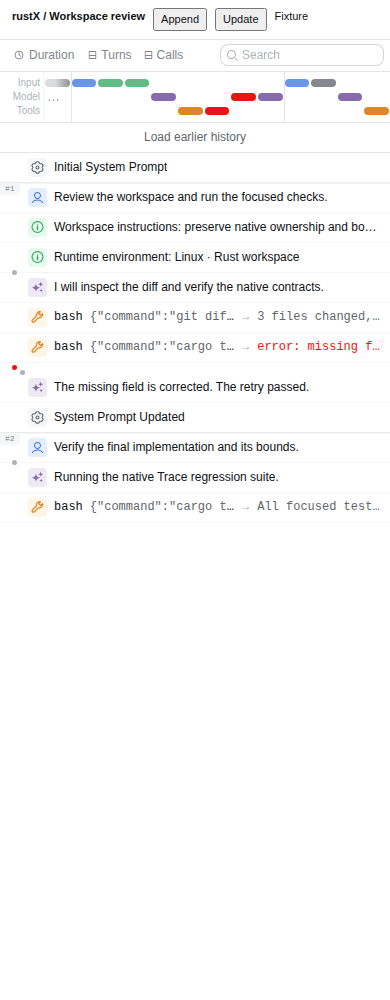 rustX / Workspace review Append Update Fixture
Duration Turns Calls Search
Input
Model ...
Tools
Load earlier history
Initial System Prompt
#1
Review the workspace and run the focused checks.
Workspace instructions: preserve native ownership and bo…
Runtime environment: Linux · Rust workspace
I will inspect the diff and verify the native contracts.
bash {"command":"git dif… → 3 files changed,…
bash {"command":"cargo t… → error: missing f…
The missing field is corrected. The retry passed.
System Prompt Updated
#2
Verify the final implementation and its bounds.
Running the native Trace regression suite.
bash {"command":"cargo t… → All focused test…